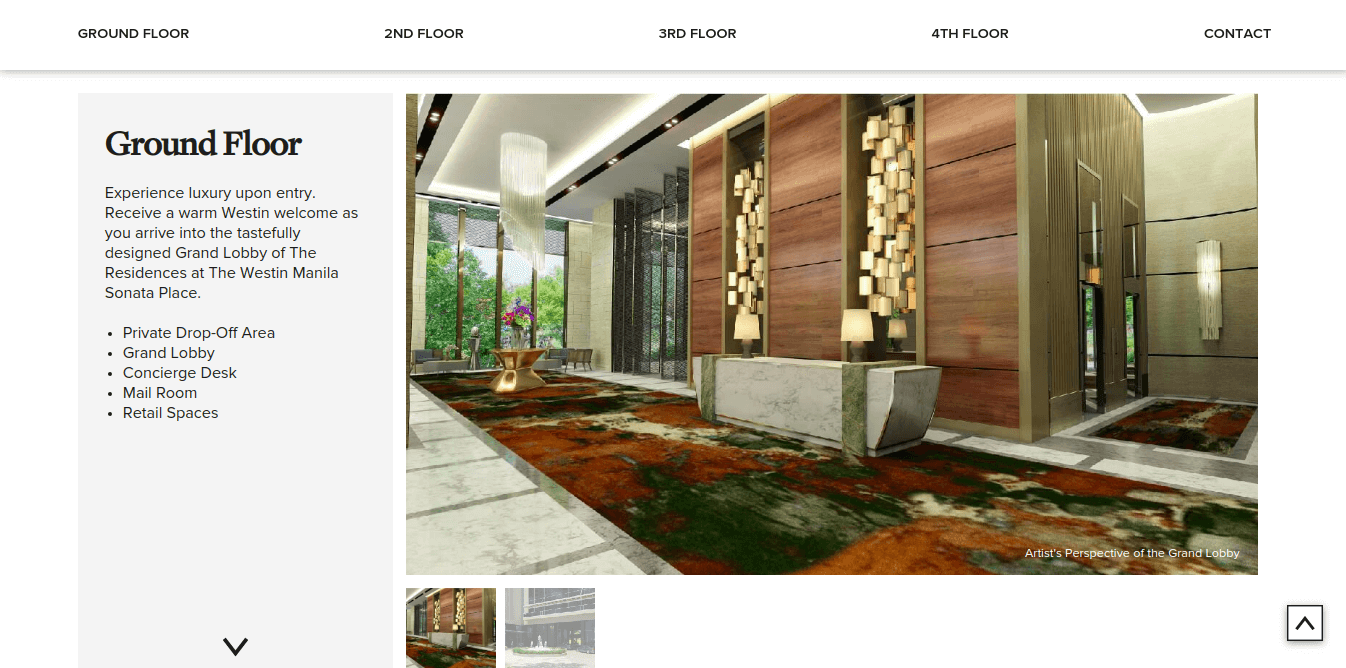 GROUND FLOOR
2ND FLOOR
3RD FLOOR
4TH FLOOR
CONTACT
Ground Floor
Experience luxury upon entry.
Receive a warm Westin welcome as
you arrive into the tastefully
designed Grand Lobby of The
Residences at The Westin Manila
Sonata Place.
• Private Drop-Off Area
• Grand Lobby
• Concierge Desk
• Mail Room
• Retail Spaces
Artist's Perspective of the Grand Lobby